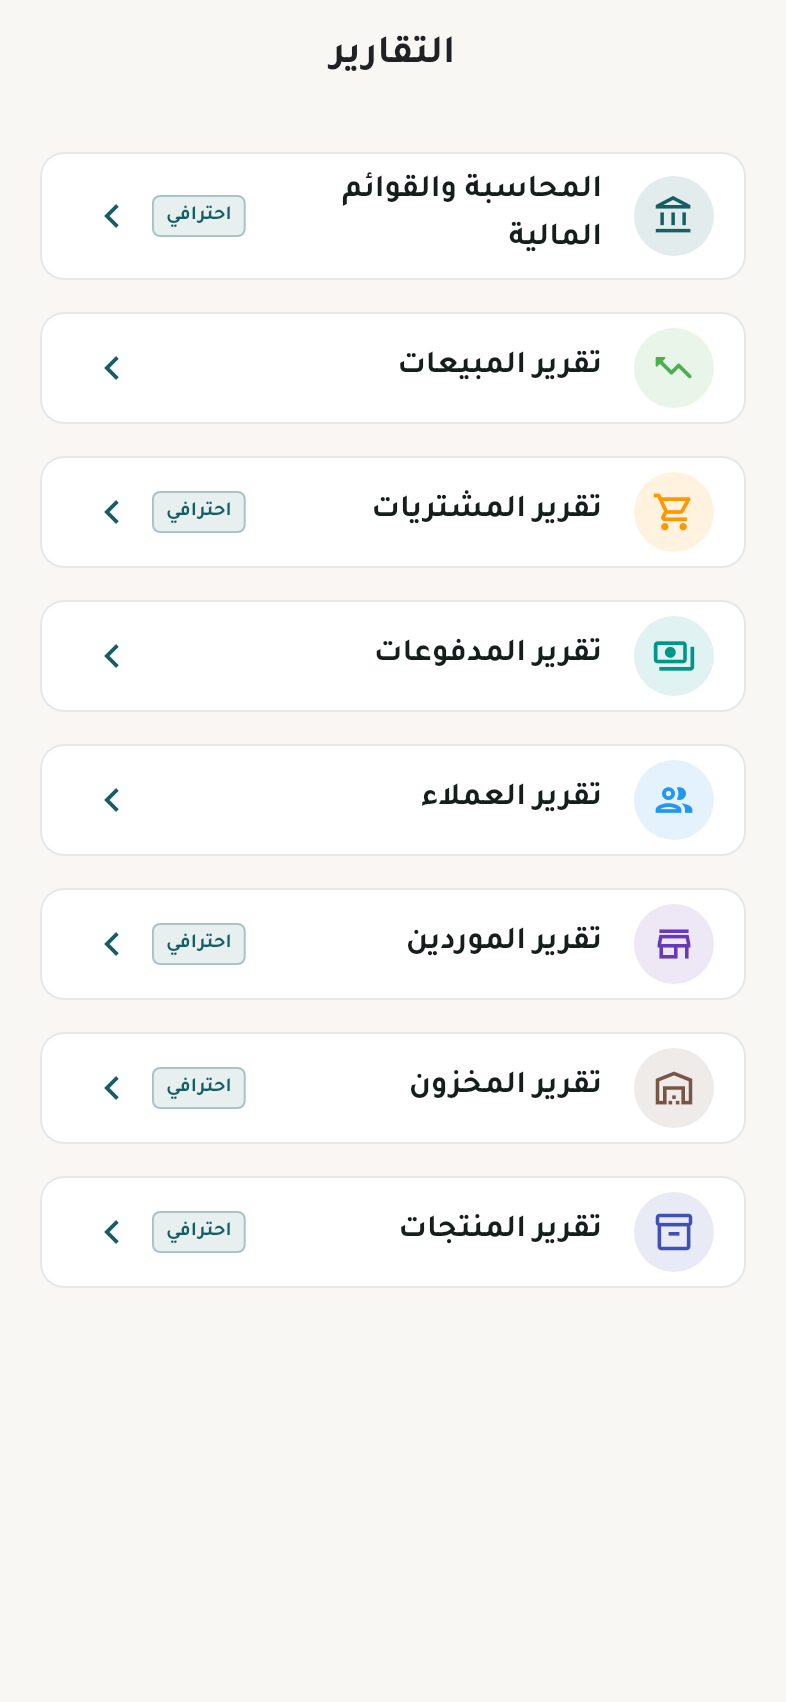 التقارير
المحاسبة والقوائم
المالية
احترافي
تقرير المبيعات
تقرير المشتريات
احترافي
تقرير المدفوعات
تقرير العملاء
تقرير الموردين
احترافي
تقرير المخزون
احترافي
تقرير المنتجات
احترافي